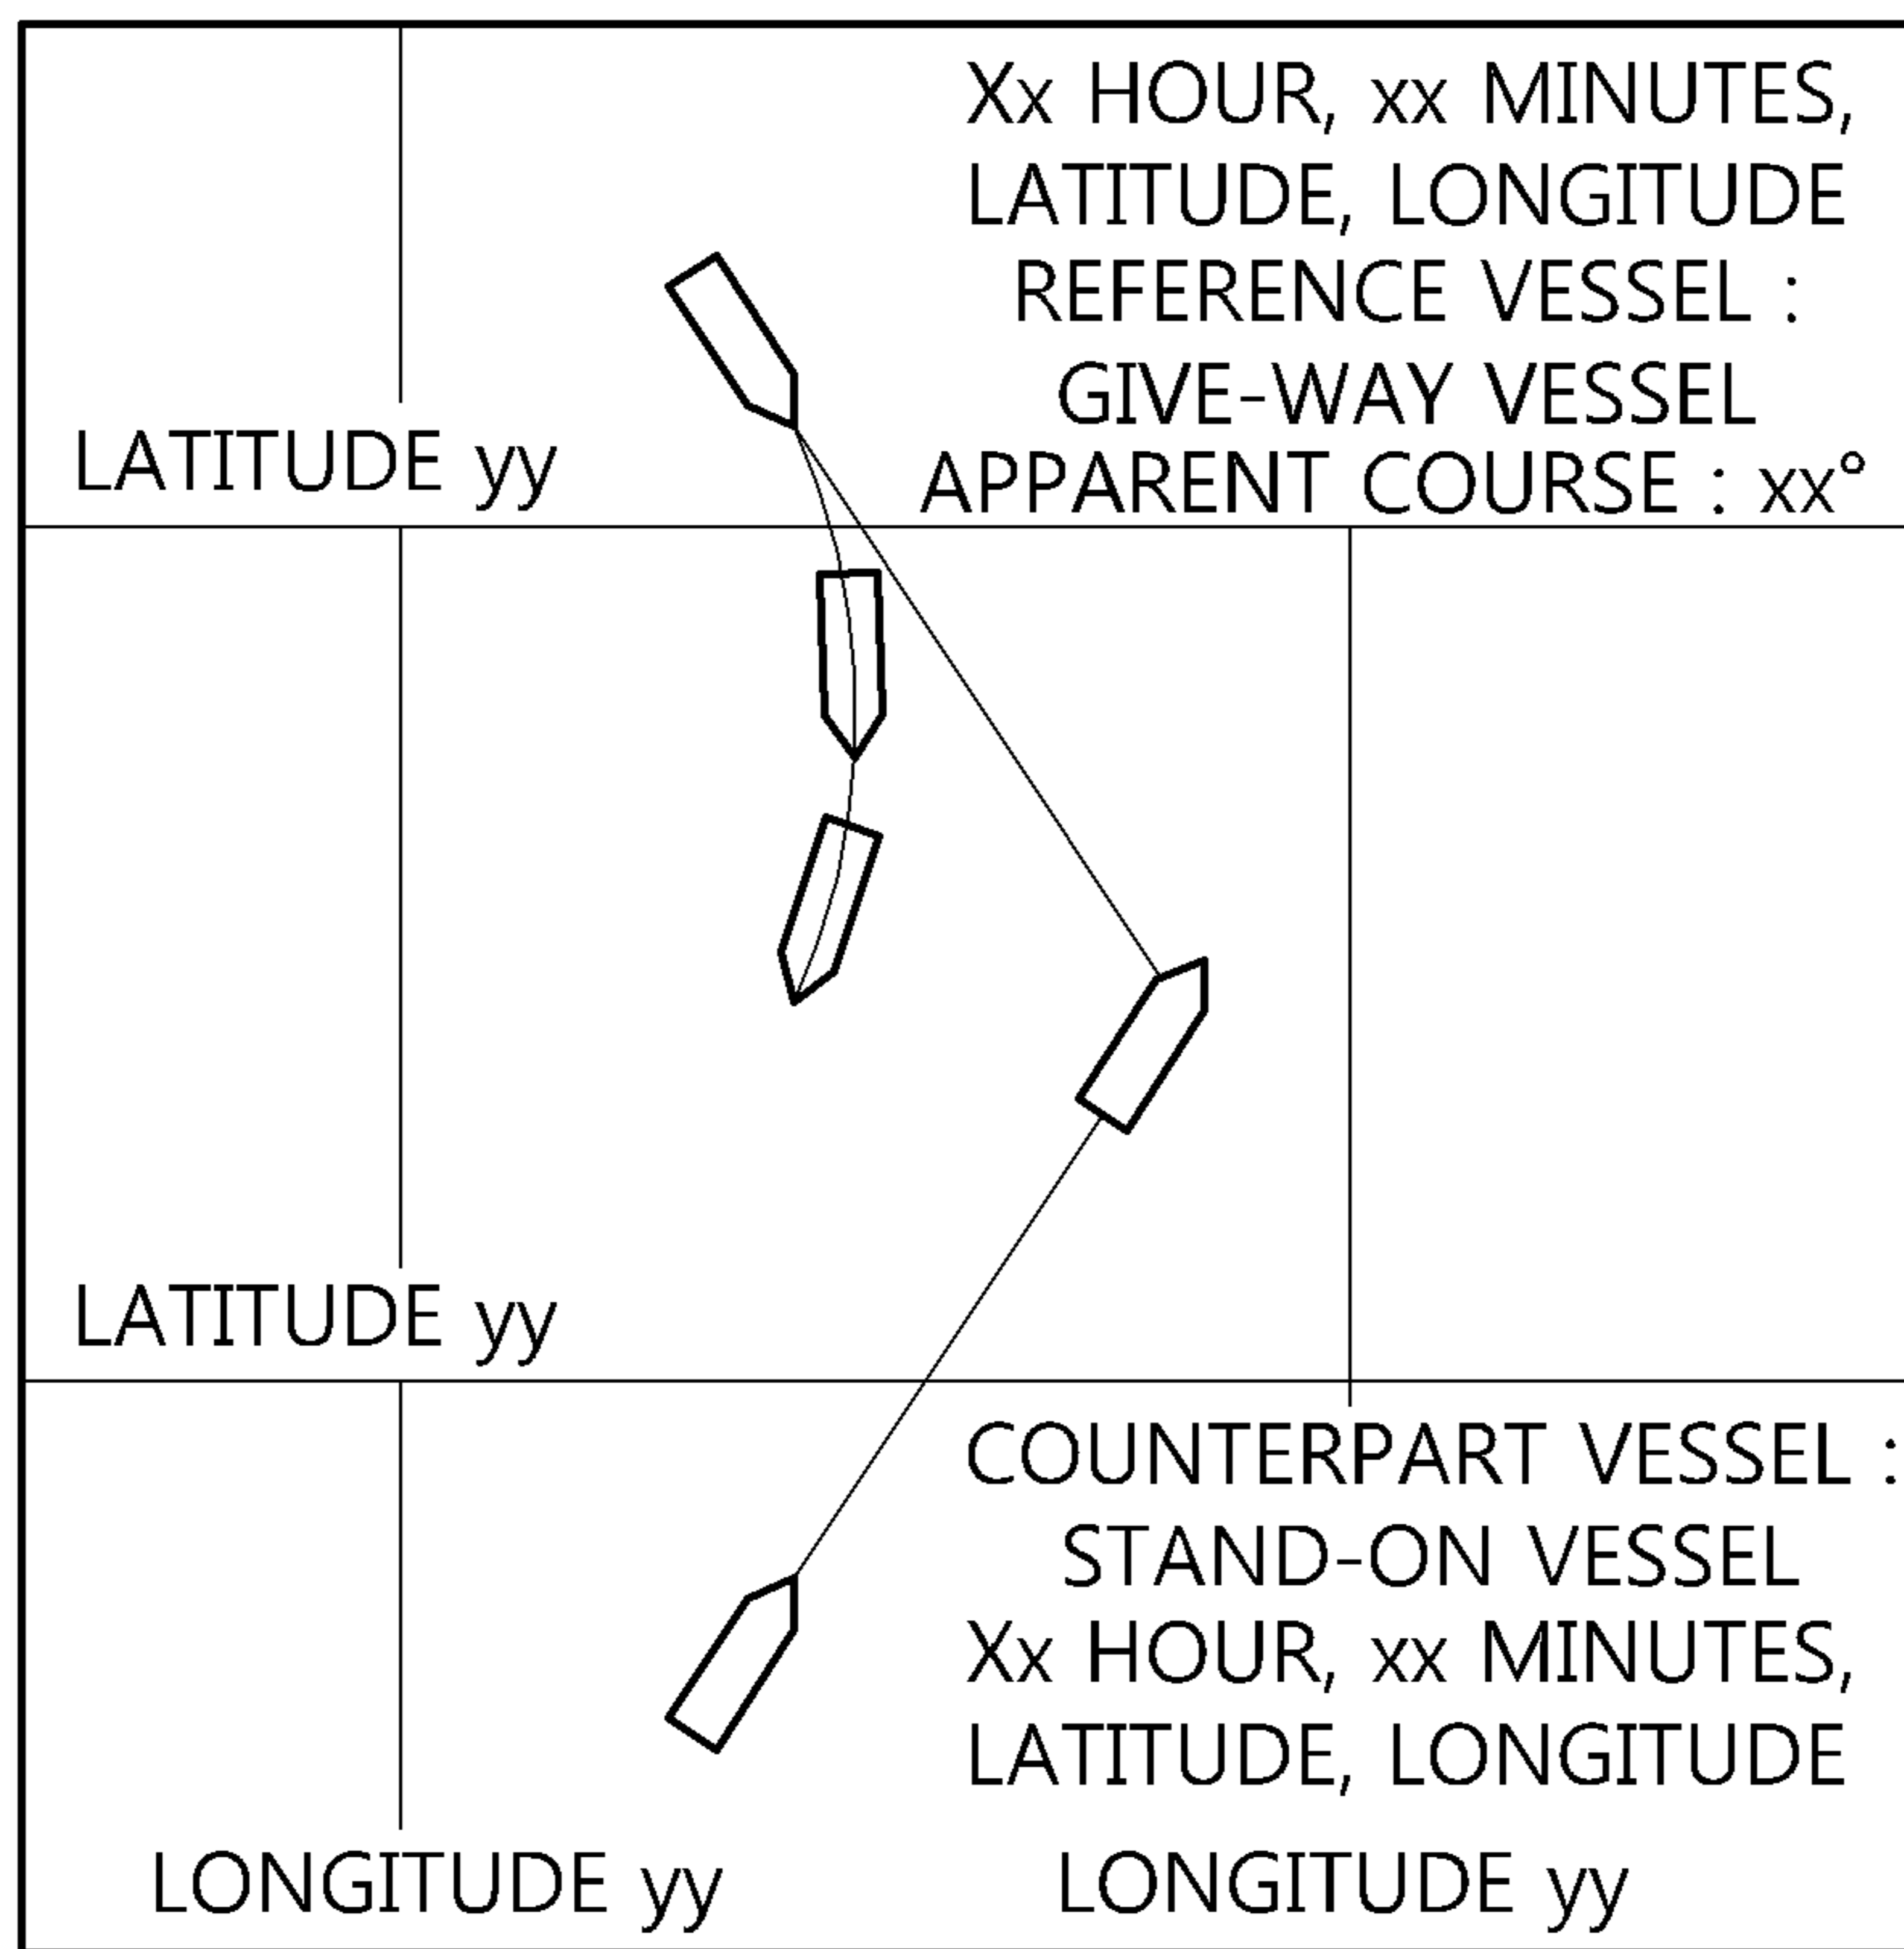 Xx HOUR, xx MINUTES,
LATITUDE, LONGITUDE
REFERENCE VESSEL :
GIVE-WAY VESSEL
LATITUDE yy
APPARENT COURSE : xx°
LATITUDE yy
COUNTERPART VESSEL :
STAND-ON VESSEL
Xx HOUR, xx MINUTES,
LATITUDE, LONGITUDE
LONGITUDE yy
LONGITUDE yy